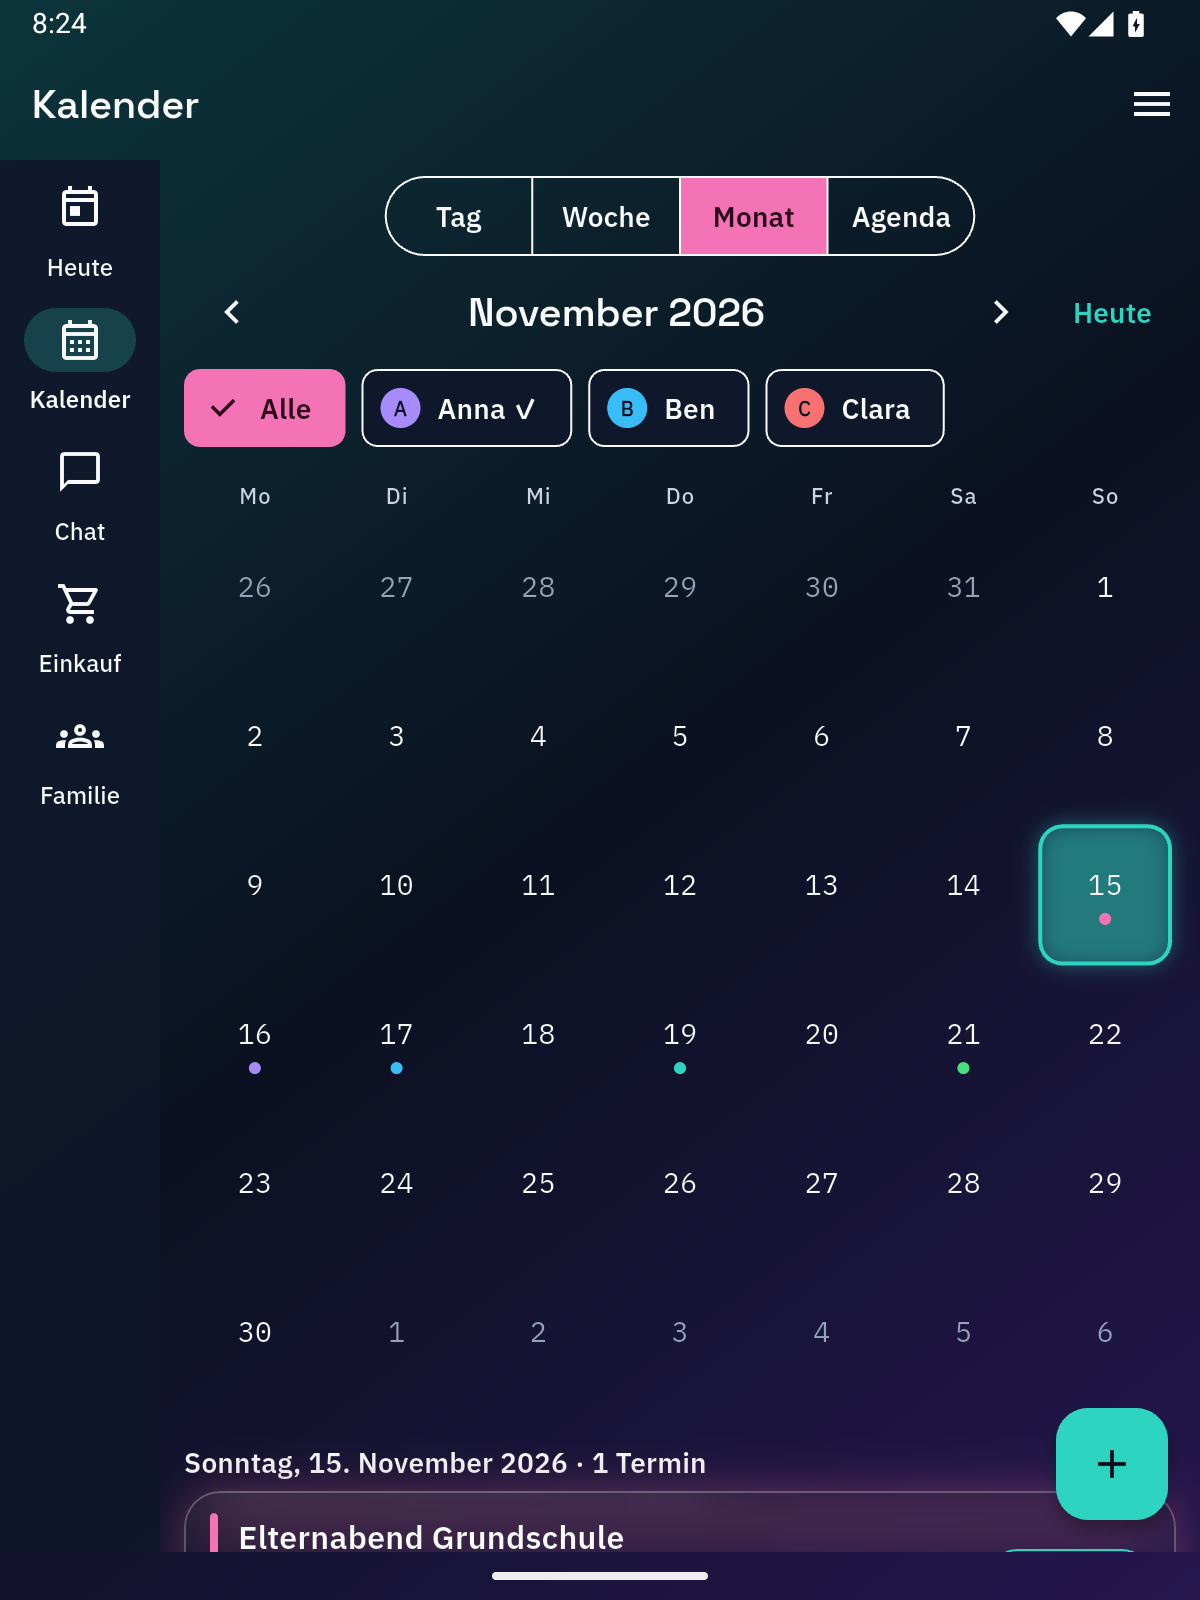 8:24
Kalender
Heute
Kalender
Chat
Einkauf
Familie
Tag Woche Monat Agenda
November 2026 Heute
Alle A Anna √ B Ben C Clara
Mo Di Mi Do Fr Sa So
26 27 28 29 30 31 1
2 3 4 5 6 7 8
9 10 11 12 13 14 15
16 17 18 19 20 21 22
23 24 25 26 27 28 29
30 1 2 3 4 5 6
Sonntag, 15. November 2026 · 1 Termin
Elternabend Grundschule